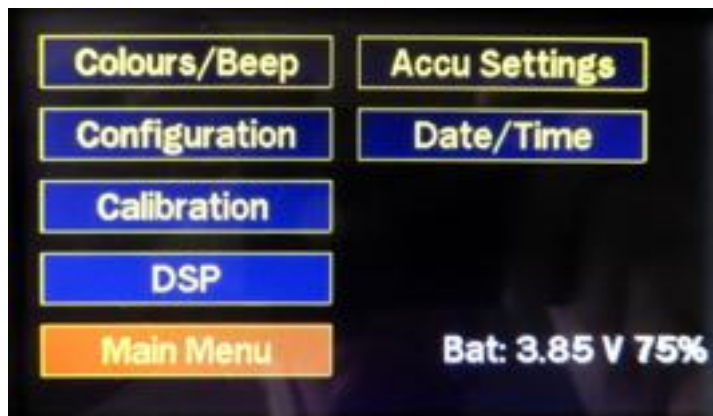 Colours/Beep
Accu Settings
Configuration
Date/Time
Calibration
DSP
Main Menu
Bat: 3.85 V 75%